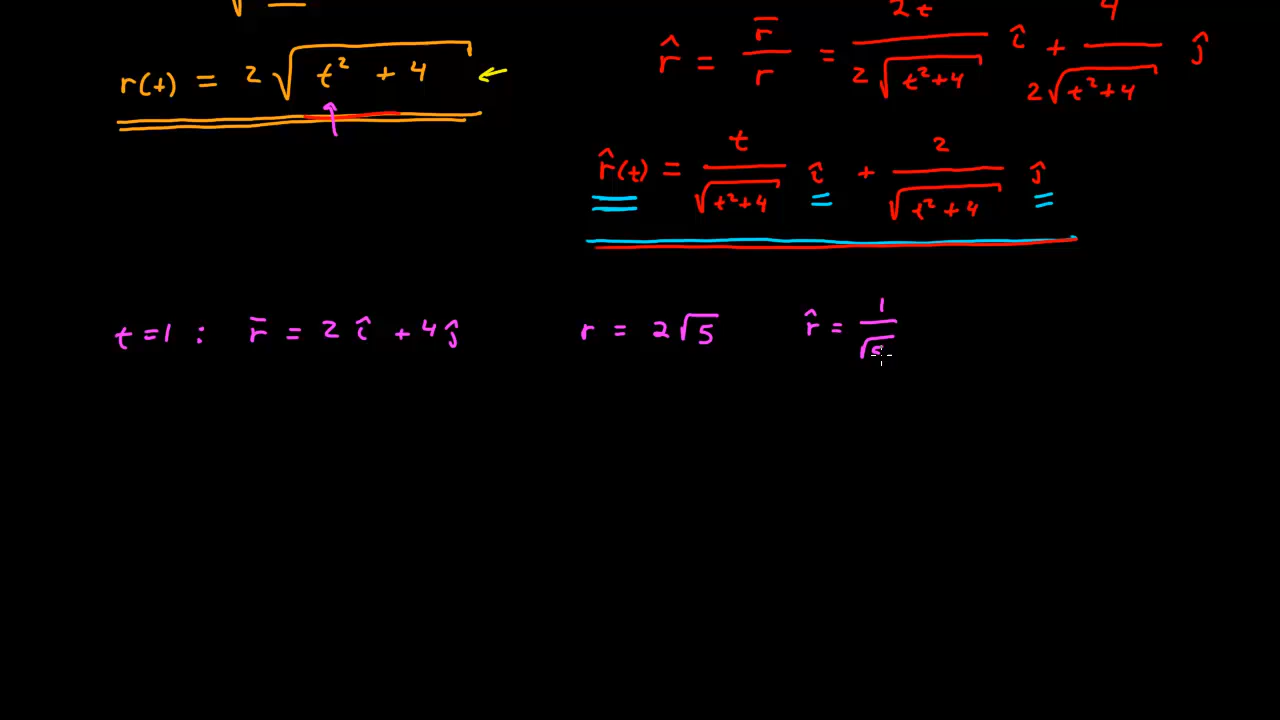 r(t) = 2√(t² + 4)
r̂ = r̄/r = 2t/(2√(t²+4)) î + 4/(2√(t²+4)) ĵ
r̂(t) = t/√(t²+4) î + 2/√(t²+4) ĵ
t=1 : r̄ = 2 î + 4 ĵ r = 2√5 r̂ = 1/√5